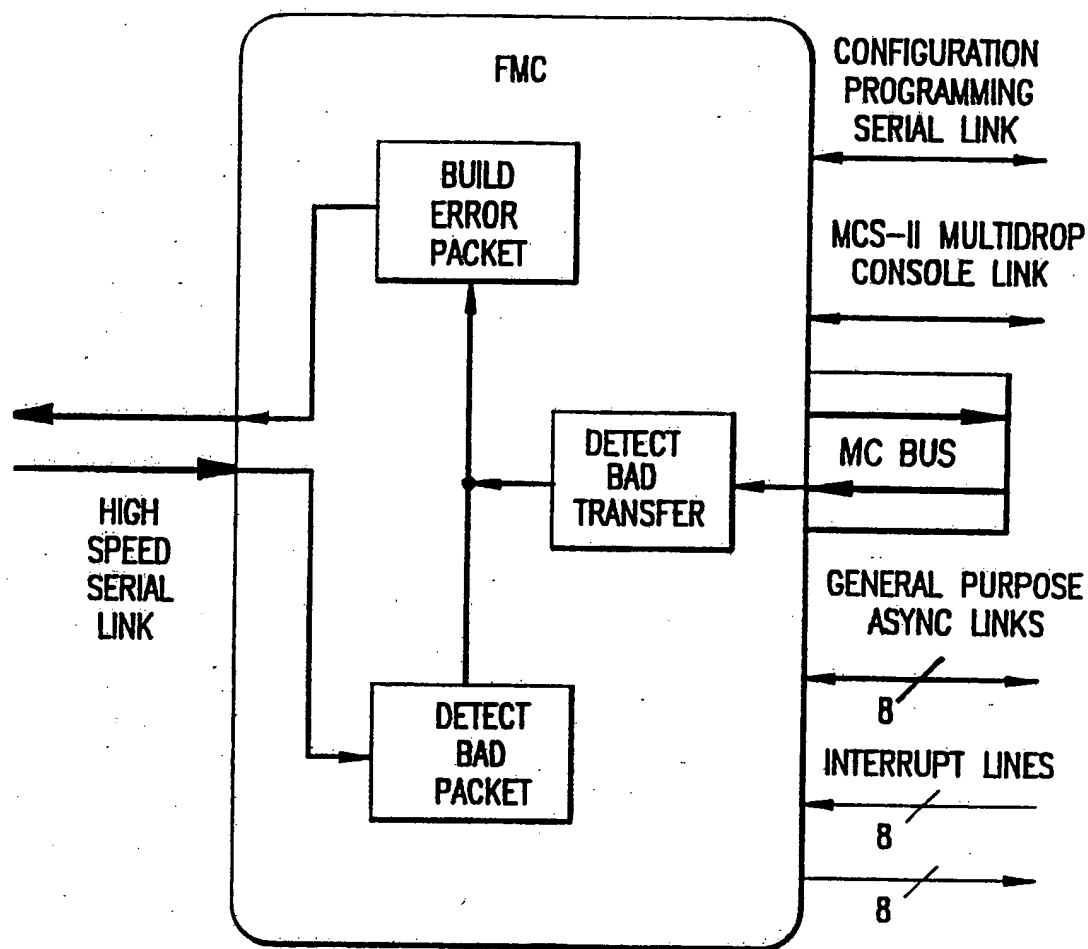 FMC
CONFIGURATION
PROGRAMMING
SERIAL LINK
BUILD
ERROR
PACKET
MCS-II MULTIDROP
CONSOLE LINK
DETECT
BAD
TRANSFER
MC BUS
HIGH
SPEED
SERIAL
LINK
GENERAL PURPOSE
ASYNC LINKS
8
DETECT
BAD
PACKET
INTERRUPT LINES
8
8